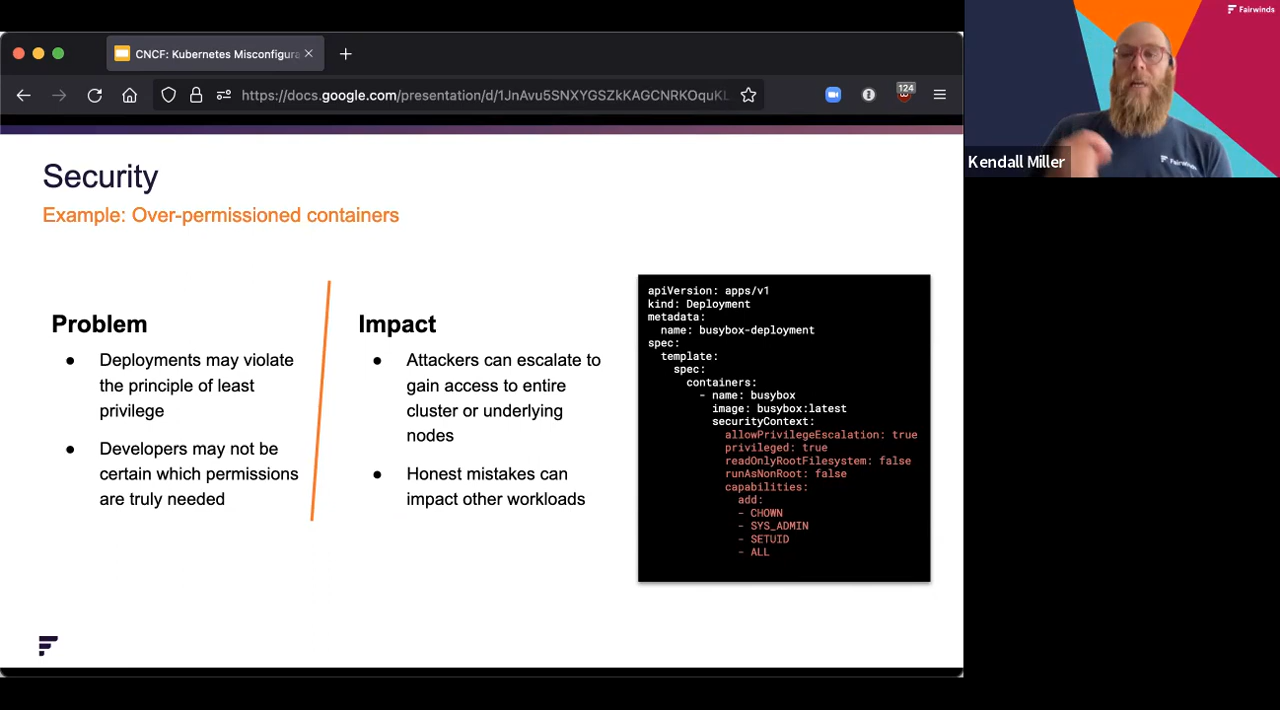 CNCF: Kubernetes Misconfigura
https://docs.google.com/presentation/d/1JnAvu5SNXYGSZkKAGCNRKOquKL
124
Fairwinds
Fairwinds
Kendall Miller
Security
Example: Over-permissioned containers
Problem
● Deployments may violate
the principle of least
privilege
● Developers may not be
certain which permissions
are truly needed
Impact
● Attackers can escalate to
gain access to entire
cluster or underlying
nodes
● Honest mistakes can
impact other workloads
apiVersion: apps/v1
kind: Deployment
metadata:
  name: busybox-deployment
spec:
  template:
    spec:
      containers:
        - name: busybox
          image: busybox:latest
          securityContext:
            allowPrivilegeEscalation: true
            privileged: true
            readOnlyRootFilesystem: false
            runAsNonRoot: false
            capabilities:
              add:
              - CHOWN
              - SYS_ADMIN
              - SETUID
              - ALL